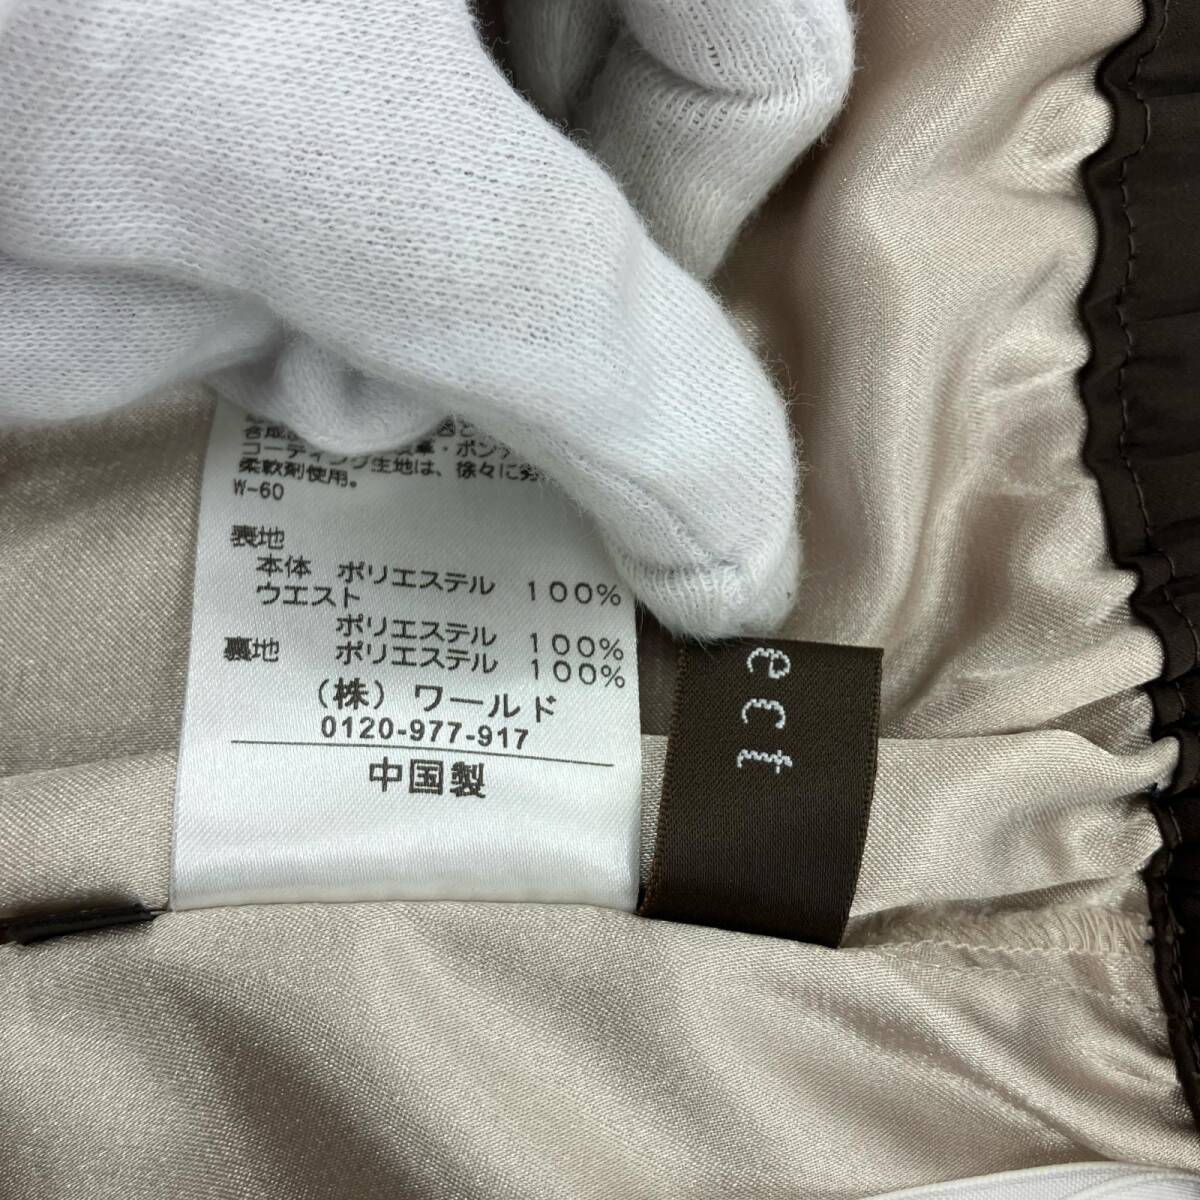 コーティング生地は、徐々に劣
柔軟剤使用。
W-60
表地
本体 ポリエステル 100%
ウエスト
ポリエステル 100%
裏地 ポリエステル 100%
(株) ワールド
0120-977-917
中国製
ect